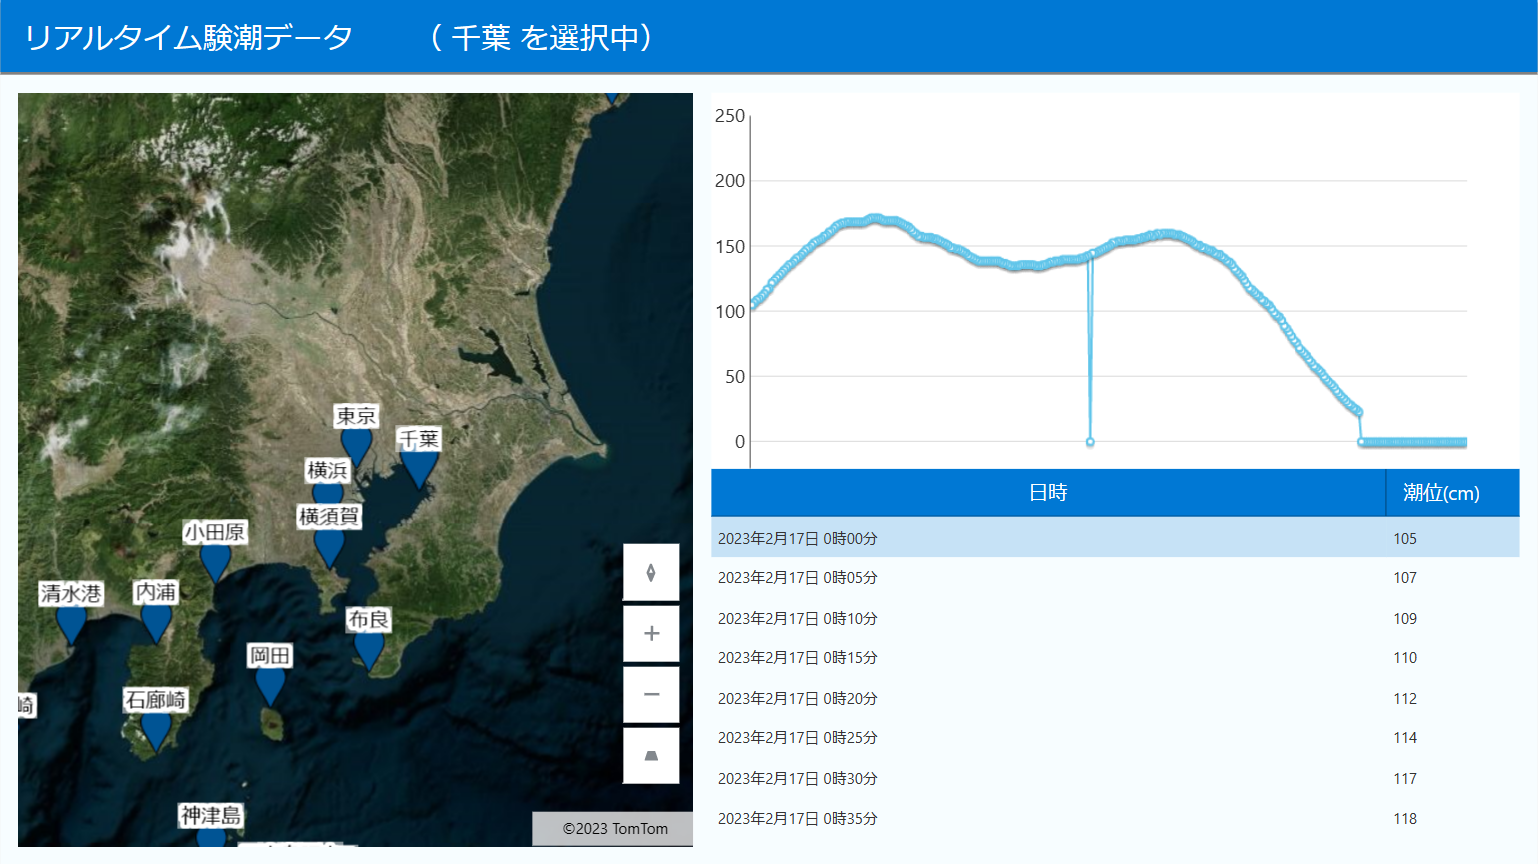 リアルタイム験潮データ （ 千葉 を選択中）
東京
千葉
横浜
横須賀
小田原
清水港
内浦
布良
岡田
石廊崎
崎
神津島
©2023 TomTom
250
200
150
100
50
0
日時 潮位(cm)
2023年2月17日 0時00分 105
2023年2月17日 0時05分 107
2023年2月17日 0時10分 109
2023年2月17日 0時15分 110
2023年2月17日 0時20分 112
2023年2月17日 0時25分 114
2023年2月17日 0時30分 117
2023年2月17日 0時35分 118